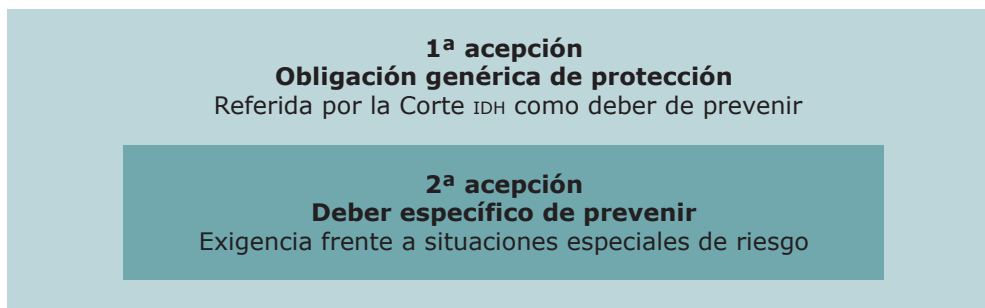 1ª acepción
Obligación genérica de protección
Referida por la Corte IDH como deber de prevenir
2ª acepción
Deber específico de prevenir
Exigencia frente a situaciones especiales de riesgo